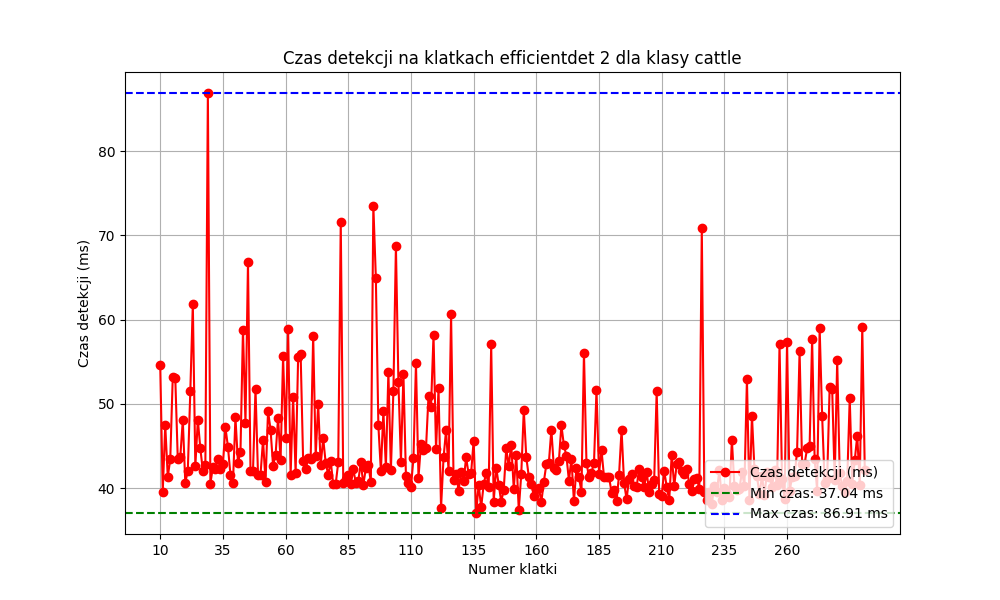 Czas detekcji na klatkach efficientdet 2 dla klasy cattle
Czas detekcji (ms)
80
70
60
50
40
10 35 60 85 110 135 160 185 210 235 260
Numer klatki
Czas detekcji (ms)
Min czas: 37.04 ms
Max czas: 86.91 ms